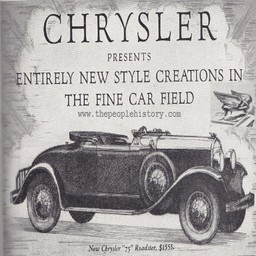 CHRYSLER
PRESENTS
ENTIRELY NEW STYLE CREATIONS IN
THE FINE CAR FIELD
www.thepeoplehistory.com
New Chrysler "75" Roadster, $1555-